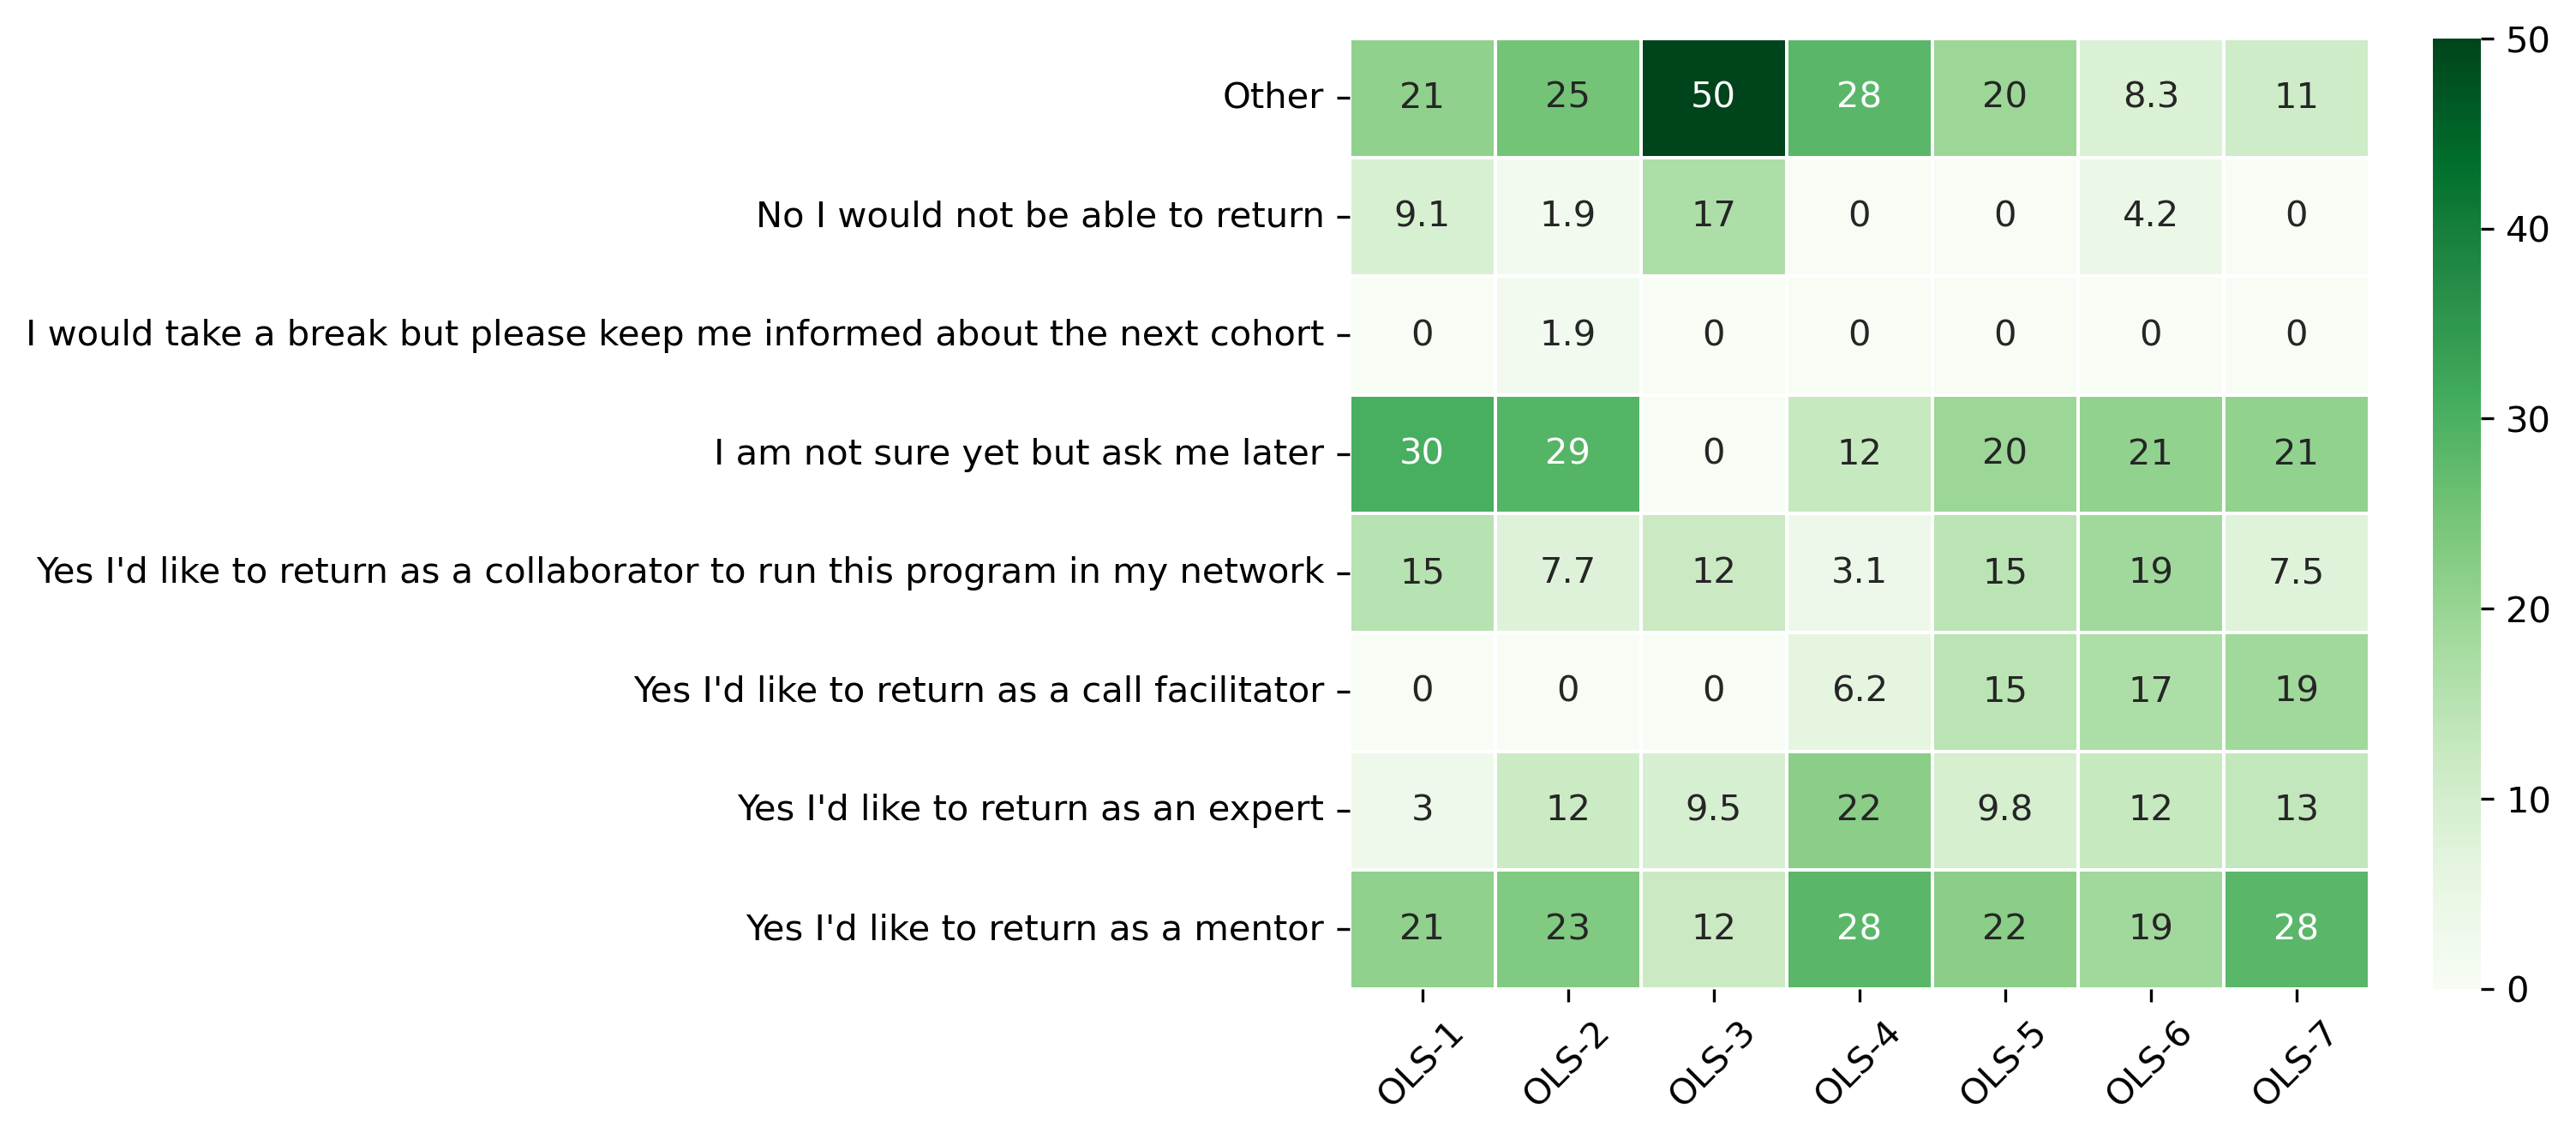 Other 21 25 50 28 20 8.3 11
No I would not be able to return 9.1 1.9 17 0 0 4.2 0
I would take a break but please keep me informed about the next cohort 0 1.9 0 0 0 0 0
I am not sure yet but ask me later 30 29 0 12 20 21 21
Yes I'd like to return as a collaborator to run this program in my network 15 7.7 12 3.1 15 19 7.5
Yes I'd like to return as a call facilitator 0 0 0 6.2 15 17 19
Yes I'd like to return as an expert 3 12 9.5 22 9.8 12 13
Yes I'd like to return as a mentor 21 23 12 28 22 19 28
OLS-1 OLS-2 OLS-3 OLS-4 OLS-5 OLS-6 OLS-7
50
40
30
20
10
0